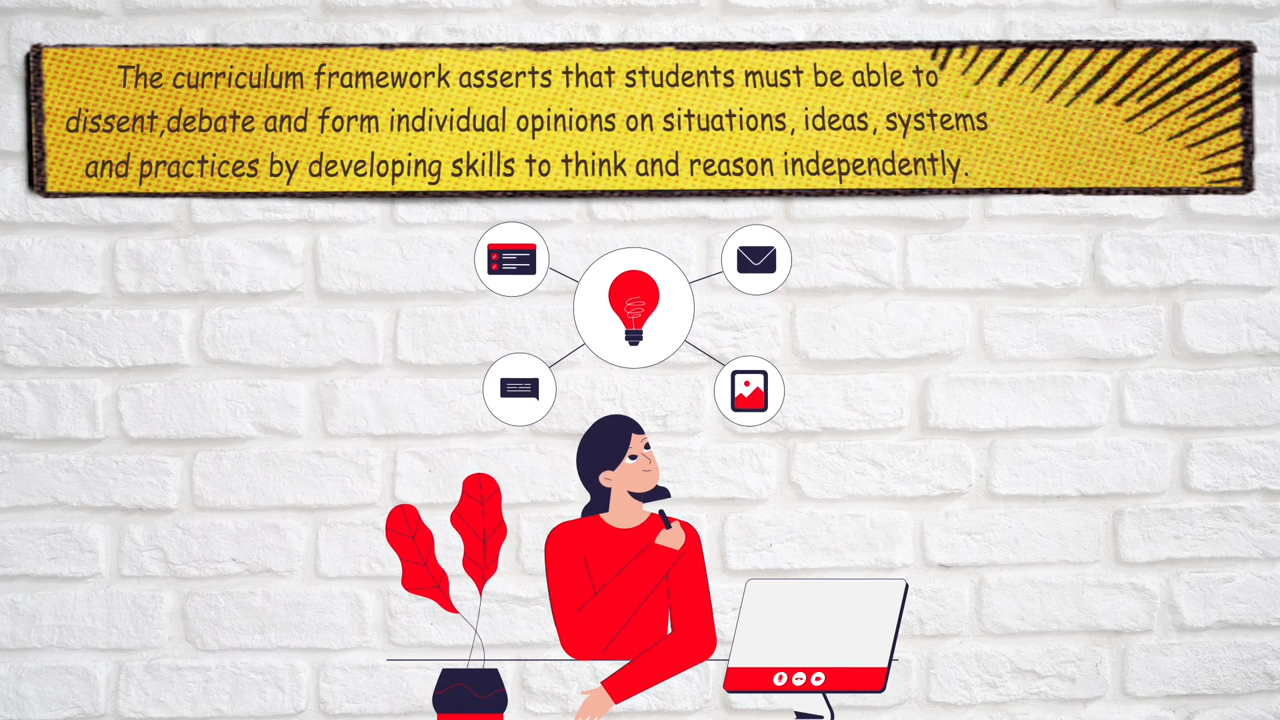 The curriculum framework asserts that students must be able to
dissent,debate and form individual opinions on situations, ideas, systems
and practices by developing skills to think and reason independently.